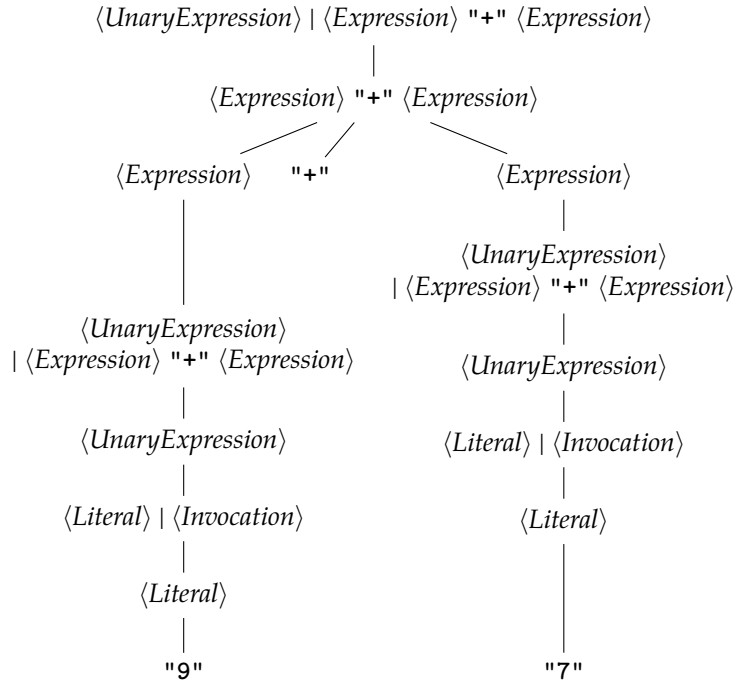 ⟨UnaryExpression⟩ | ⟨Expression⟩ "+" ⟨Expression⟩
⟨Expression⟩ "+" ⟨Expression⟩
⟨Expression⟩ "+" ⟨Expression⟩
⟨UnaryExpression⟩
| ⟨Expression⟩ "+" ⟨Expression⟩
⟨UnaryExpression⟩
| ⟨Expression⟩ "+" ⟨Expression⟩
⟨UnaryExpression⟩
⟨UnaryExpression⟩
⟨Literal⟩ | ⟨Invocation⟩
⟨Literal⟩ | ⟨Invocation⟩
⟨Literal⟩
⟨Literal⟩
"9" "7"